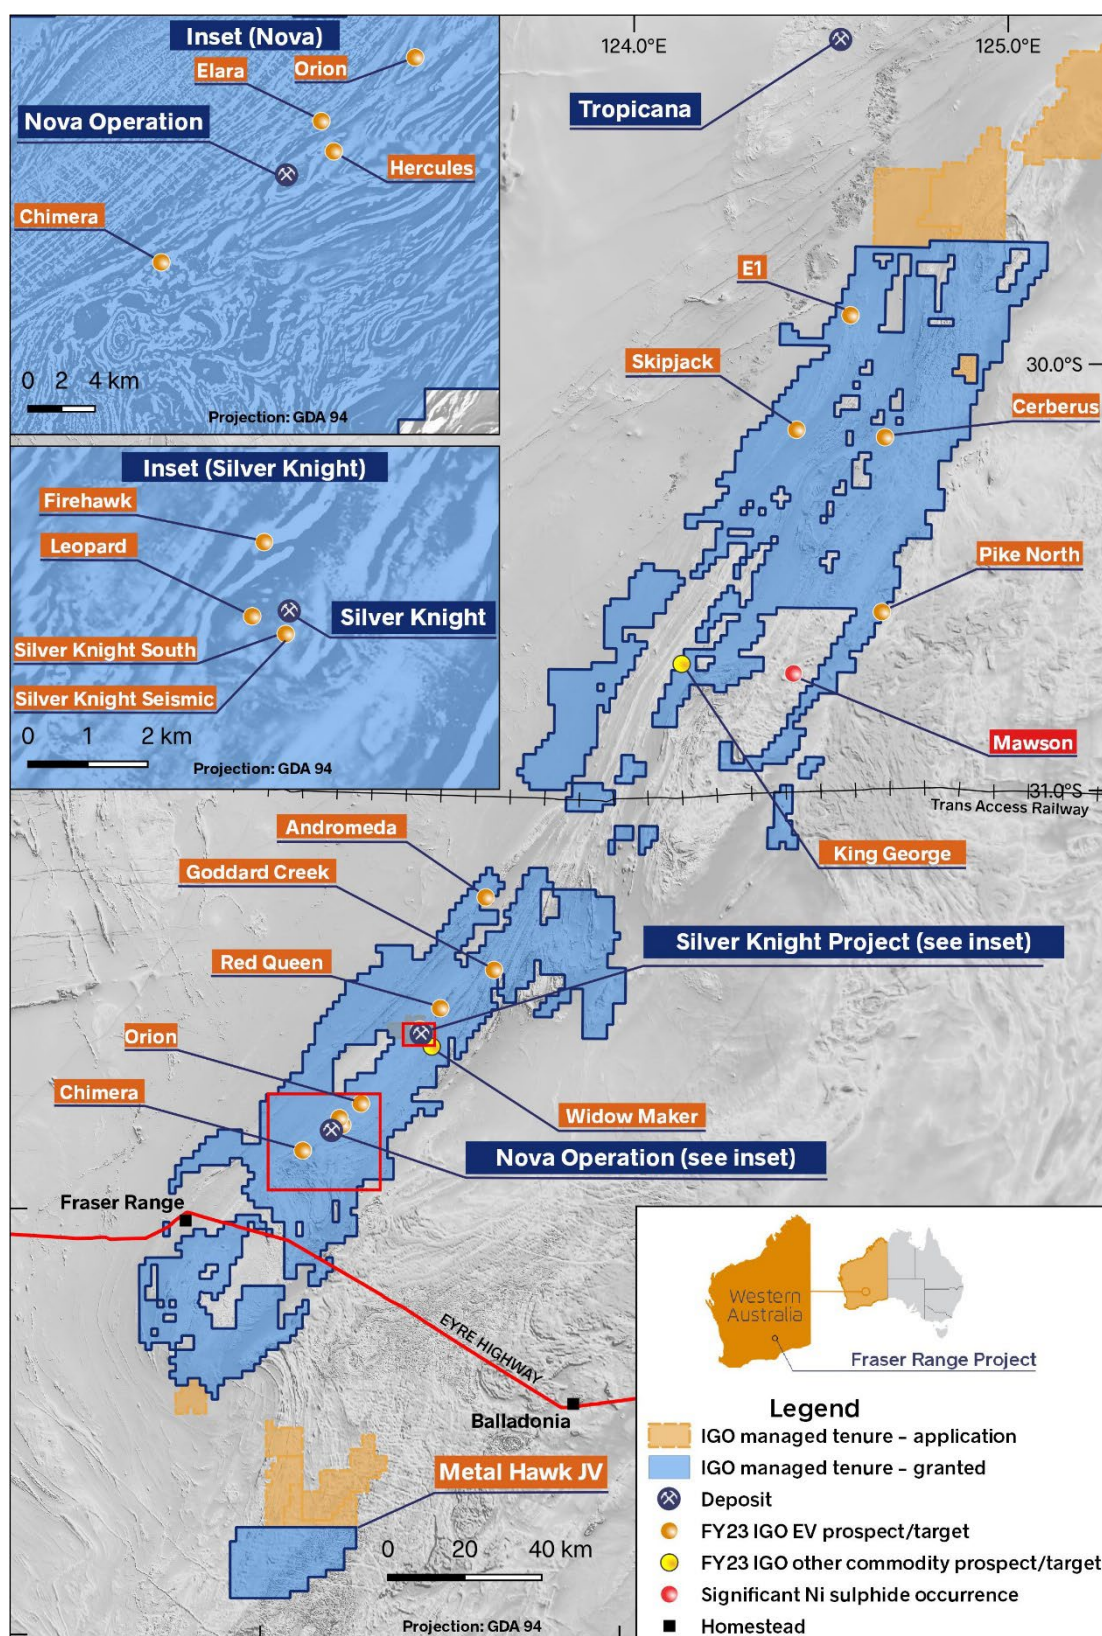 Inset (Nova)
Elara
Orion
Nova Operation
Hercules
Chimera
0 2 4 km
Projection: GDA 94
Inset (Silver Knight)
Firehawk
Leopard
Silver Knight
Silver Knight South
Silver Knight Seismic
0 1 2 km
Projection: GDA 94
124.0°E
125.0°E
Tropicana
E1
30.0°S
Skipjack
Cerberus
Pike North
Mawson
31.0°S
Trans Access Railway
King George
Andromeda
Goddard Creek
Silver Knight Project (see inset)
Red Queen
Orion
Chimera
Widow Maker
Nova Operation (see inset)
Fraser Range
EYRE HIGHWAY
Balladonia
Metal Hawk JV
0 20 40 km
Projection: GDA 94
Western
Australia
Fraser Range Project
Legend
IGO managed tenure - application
IGO managed tenure - granted
Deposit
FY23 IGO EV prospect/target
FY23 IGO other commodity prospect/target
Significant Ni sulphide occurrence
Homestead